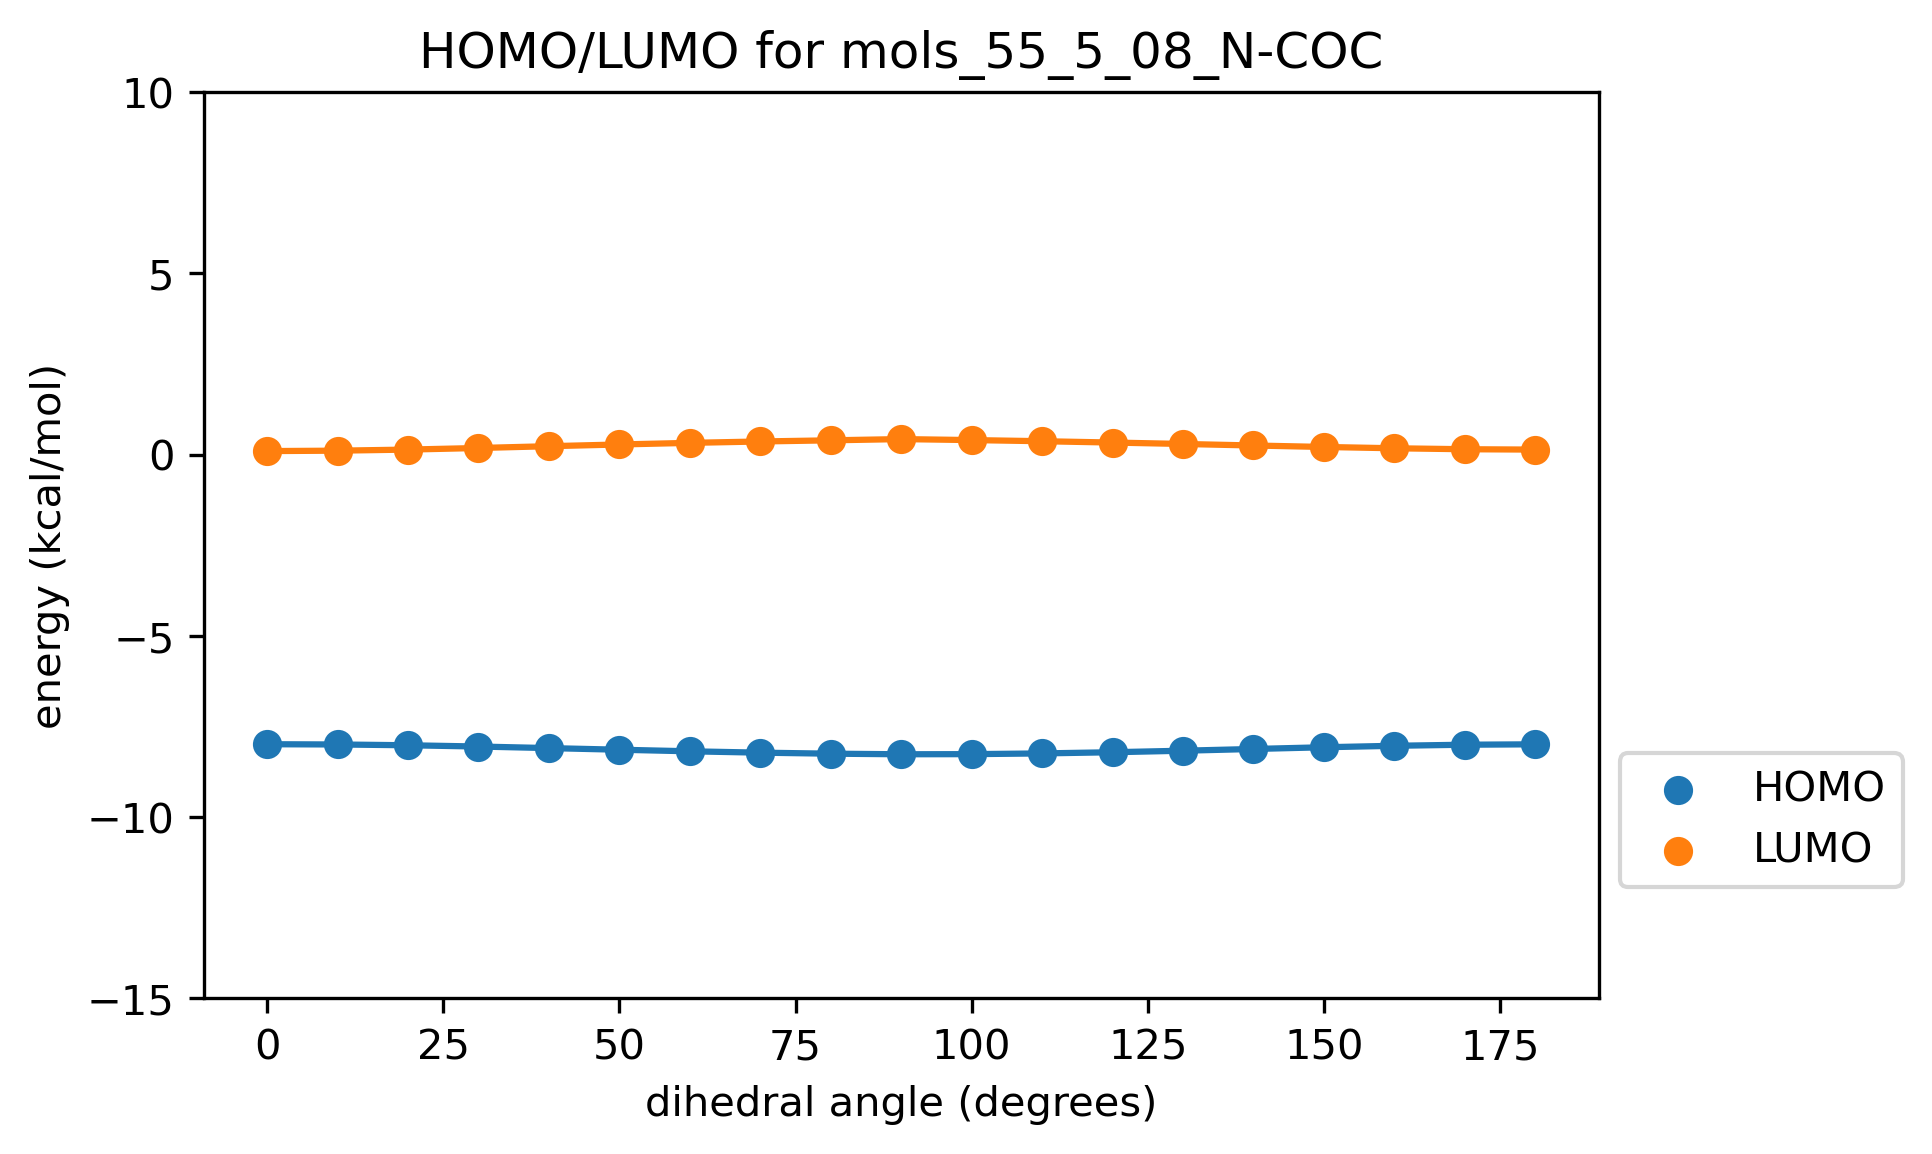 HOMO/LUMO for mols_55_5_08_N-COC
10
5
0
−5
−10
−15
energy (kcal/mol)
0 25 50 75 100 125 150 175
dihedral angle (degrees)
HOMO
LUMO